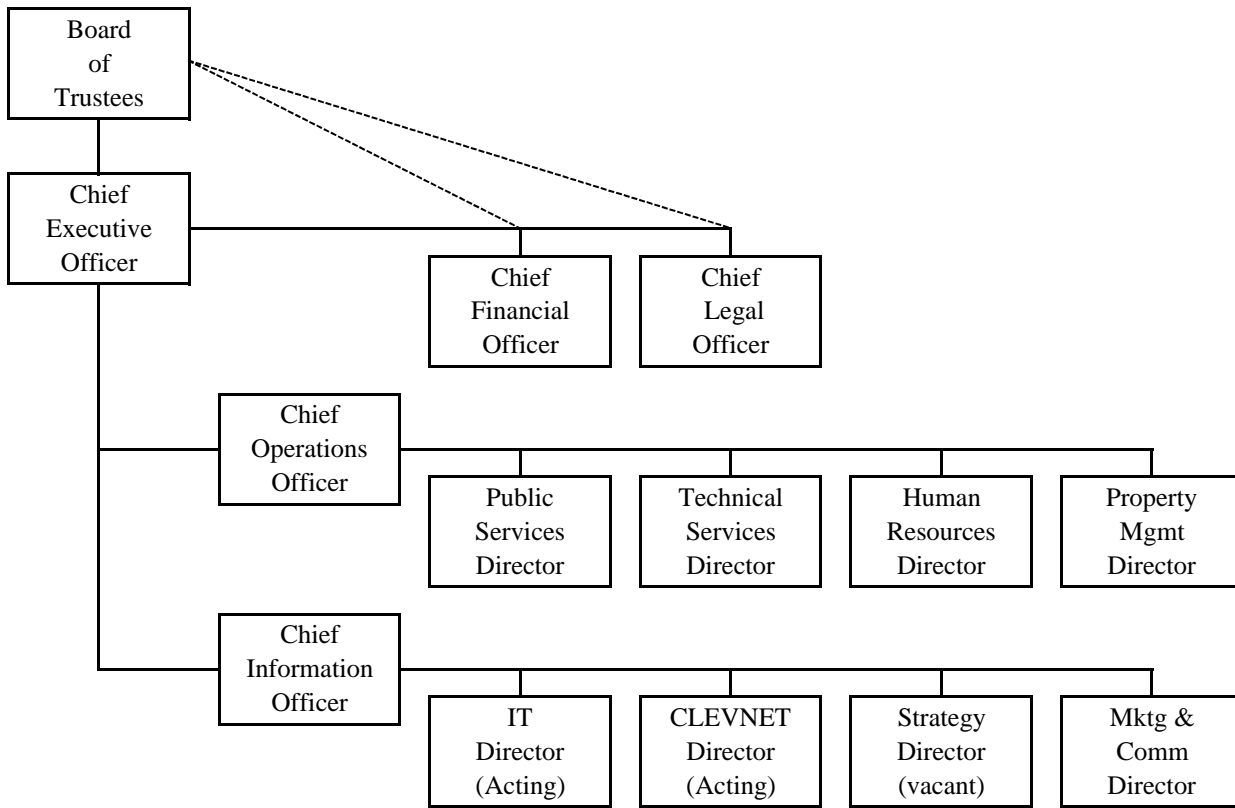 Board
of
Trustees
Chief
Executive
Officer
Chief
Financial
Officer
Chief
Legal
Officer
Chief
Operations
Officer
Public
Services
Director
Technical
Services
Director
Human
Resources
Director
Property
Mgmt
Director
Chief
Information
Officer
IT
Director
(Acting)
CLEVNET
Director
(Acting)
Strategy
Director
(vacant)
Mktg &
Comm
Director